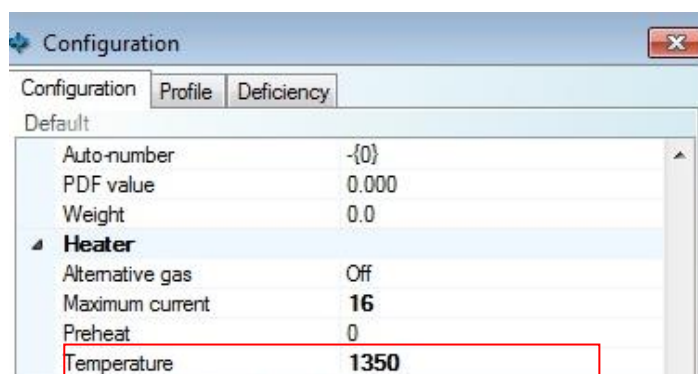 Configuration
Configuration Profile Deficiency
Default
Auto-number -{0}
PDF value 0.000
Weight 0.0
Heater
Alternative gas Off
Maximum current 16
Preheat 0
Temperature 1350